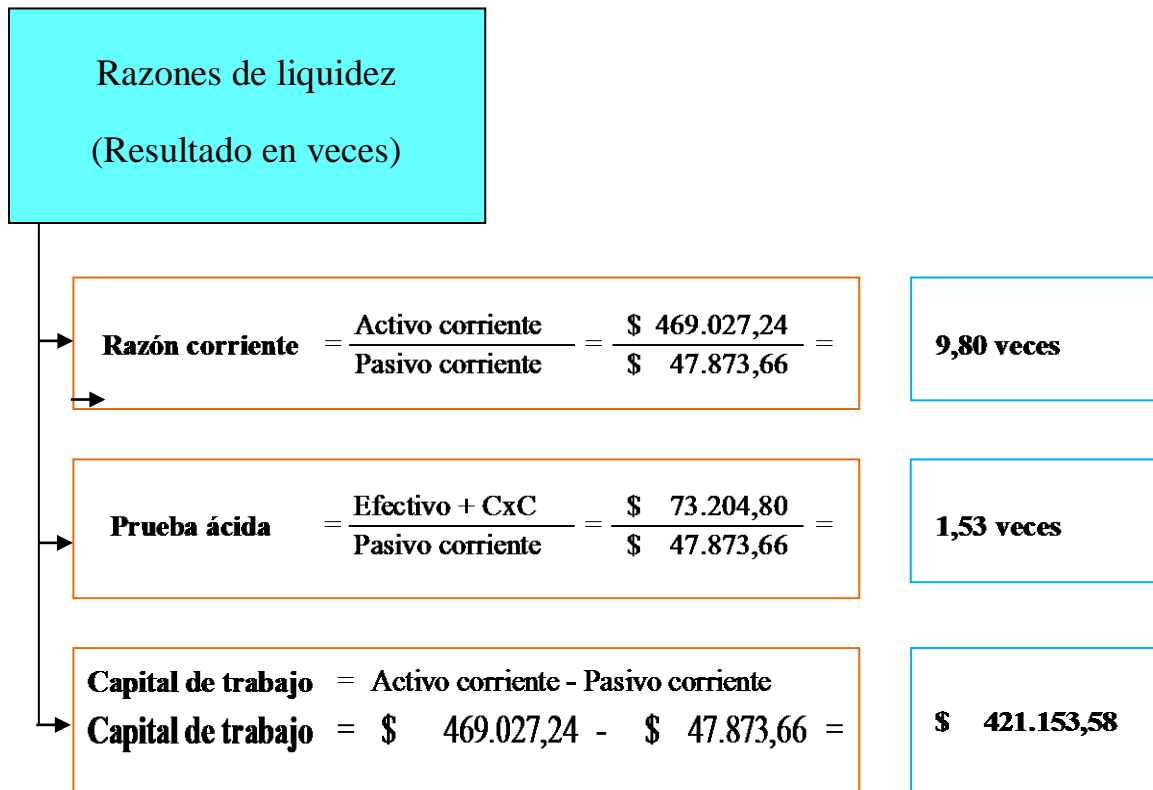 Razones de liquidez
(Resultado en veces)
Razón corriente = Activo corriente = $ 469.027,24 =
Pasivo corriente $ 47.873,66
9,80 veces
Prueba ácida = Efectivo + CxC = $ 73.204,80 =
Pasivo corriente $ 47.873,66
1,53 veces
Capital de trabajo = Activo corriente - Pasivo corriente
Capital de trabajo = $ 469.027,24 - $ 47.873,66 =
$ 421.153,58